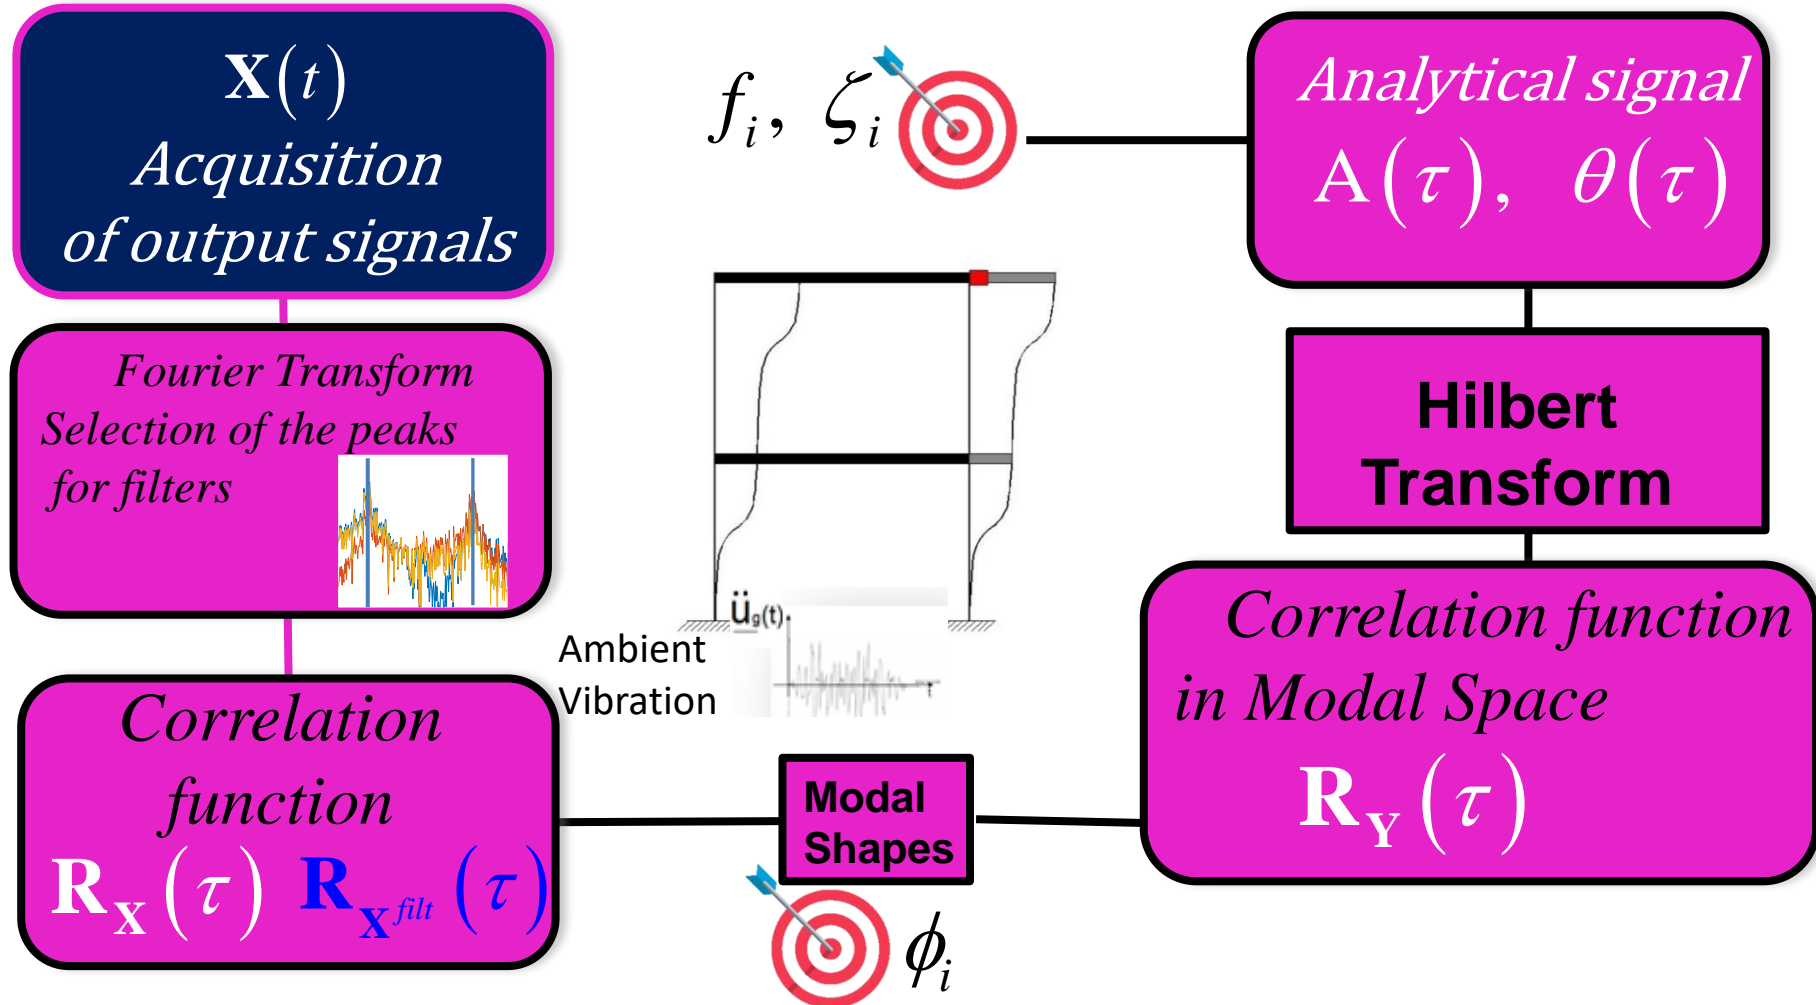 X(t)
Acquisition
of output signals
Fourier Transform
Selection of the peaks
for filters
Correlation
function
R_X(τ) R_{X^{filt}}(τ)
f_i, ζ_i
ü_g(t)
t
Ambient
Vibration
Modal
Shapes
ϕ_i
Analytical signal
A(τ), θ(τ)
Hilbert
Transform
Correlation function
in Modal Space
R_Y(τ)